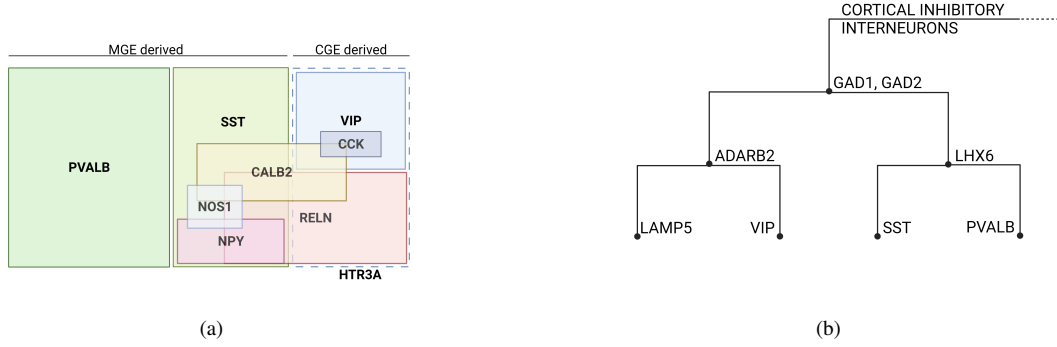 MGE derived
CGE derived
PVALB
SST
VIP
CCK
CALB2
NOS1
RELN
NPY
HTR3A
(a)
CORTICAL INHIBITORY
INTERNEURONS
GAD1, GAD2
ADARB2
LHX6
LAMP5
VIP
SST
PVALB
(b)